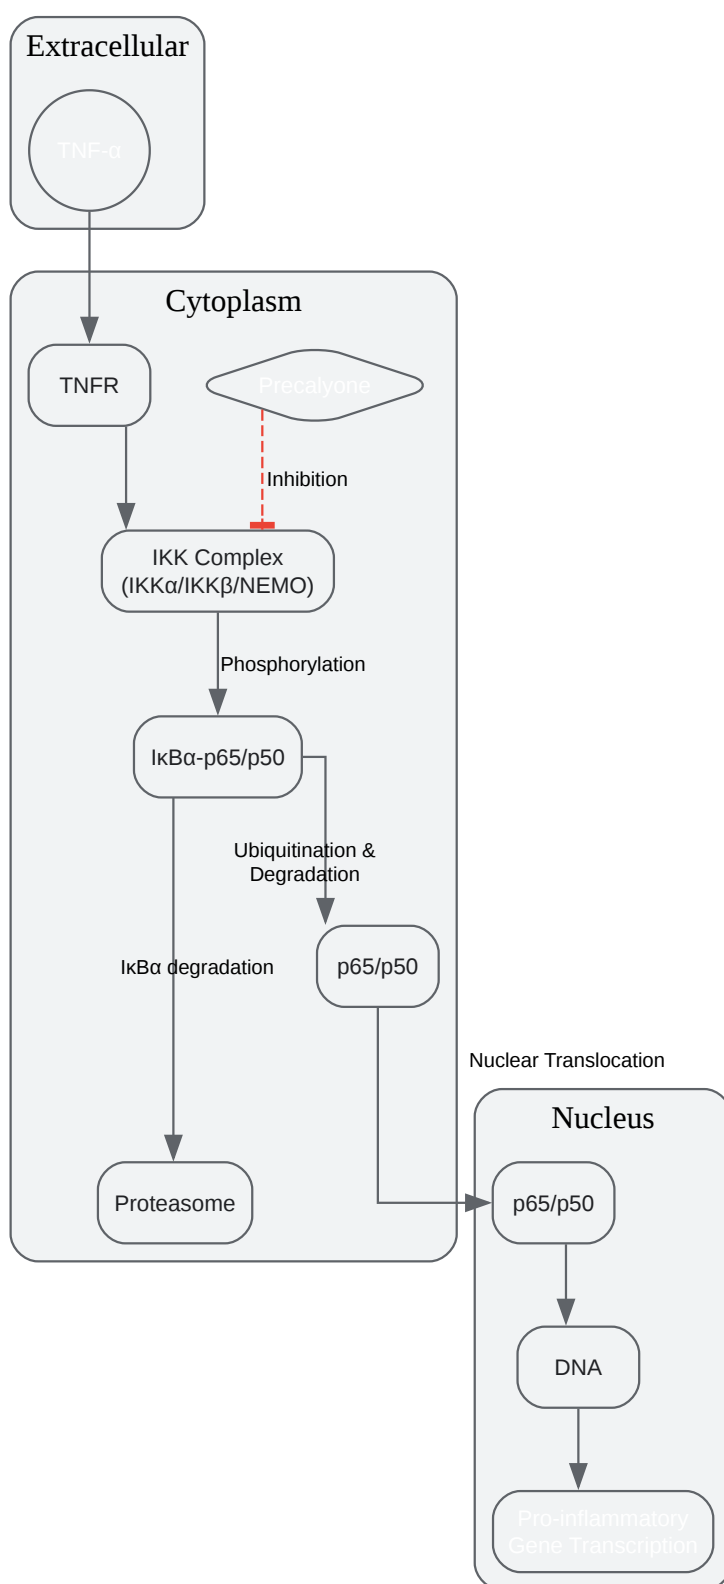 Extracellular
TNF-α
Cytoplasm
TNFR
Precalyone
Inhibition
IKK Complex
(IKKα/IKKβ/NEMO)
Phosphorylation
IκBα-p65/p50
Ubiquitination &
Degradation
IκBα degradation
p65/p50
Nuclear Translocation
Nucleus
Proteasome
p65/p50
DNA
Pro-inflammatory
Gene Transcription